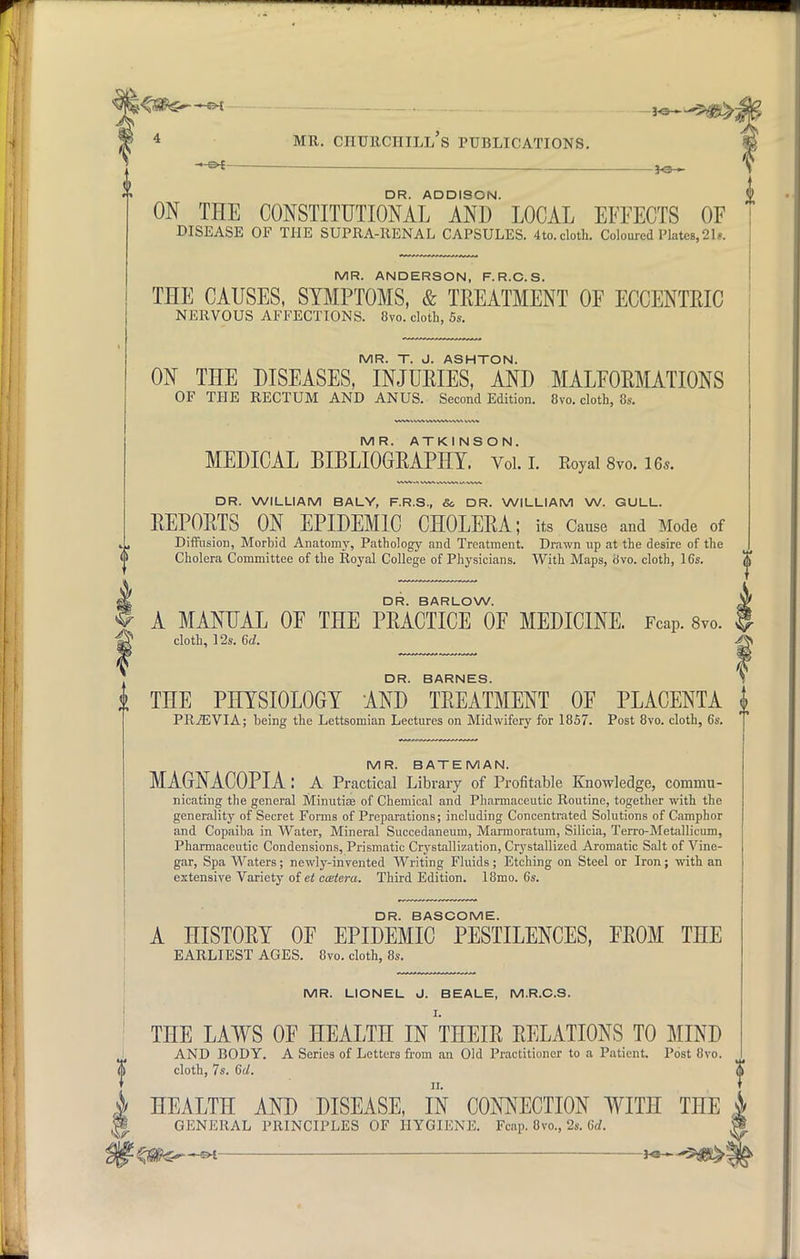 4 MR. CHURCHILL'S PUBLICATIONS.
DR. ADDISON.
ON THE CONSTITUTIONAL AND LOCAL EFFECTS OF
DISEASE OF THE SUPRA-RENAL CAPSULES. 4to. cloth. Coloured Plates, 21s.
MR. ANDERSON, F.R.C.S.
THE CAUSES, SYMPTOMS, & TREATMENT OF ECCENTRIC
NERVOUS AFFECTIONS. 8vo. cloth, 5s.
MR. T. J. ASHTON.
ON THE DISEASES, INJURIES, AND MALFORMATIONS
OF THE RECTUM AND ANUS. Second Edition. 8vo. cloth, 8s.
MR. ATKINSON.
MEDICAL BIBLIOGRAPHY. Vol. I. Royal 8vo. 16s.
DR. WILLIAM BALY, F.R.S., & DR. WILLIAM W. GULL.
REPORTS ON EPIDEMIC CHOLERA; its Cause and Mode of
Diffusion, Morbid Anatomy, Pathology and Treatment. Drawn up at the desire of the
Cholera Committee of the Royal College of Physicians. With Maps, 8vo. cloth, 16s.
DR. BARLOW.
A MANUAL OF THE PRACTICE OF MEDICINE. Fcap. 8vo.
cloth, 12s. 6d.
DR. BARNES.
THE PHYSIOLOGY AND TREATMENT OF PLACENTA
PRÆVIA; being the Lettsomian Lectures on Midwifery for 1857. Post 8vo. cloth, 6s.
MR. BATEMAN.
MAGNACOPIA: A Practical Library of Profitable Knowledge, commu-
nicating the general Minutiæ of Chemical and Pharmaceutic Routine, together with the
generality of Secret Forms of Preparations; including Concentrated Solutions of Camphor
and Copaiba in Water, Mineral Succedaneum, Marmoratum, Silicia, Terro-Metallicum,
Pharmaceutic Condensions, Prismatic Crystallization, Crystallized Aromatic Salt of Vine-
gar, Spa Waters; newly-invented Writing Fluids; Etching on Steel or Iron; with an
extensive Variety of et cætera. Third Edition. 18mo. 6s.
DR. BASCOME.
A HISTORY OF EPIDEMIC PESTILENCES, FROM THE
EARLIEST AGES. 8vo. cloth, 8s.
MR. LIONEL J. BEALE, M.R.C.S.
I.
THE LAWS OF HEALTH IN THEIR RELATIONS TO MIND
AND BODY. A Series of Letters from an Old Practitioner to a Patient. Post 8vo.
cloth, 7s. 6d.
II.
HEALTH AND DISEASE, IN CONNECTION WITH THE
GENERAL PRINCIPLES OF HYGIENE. Fcap. 8vo., 2s. 6d.